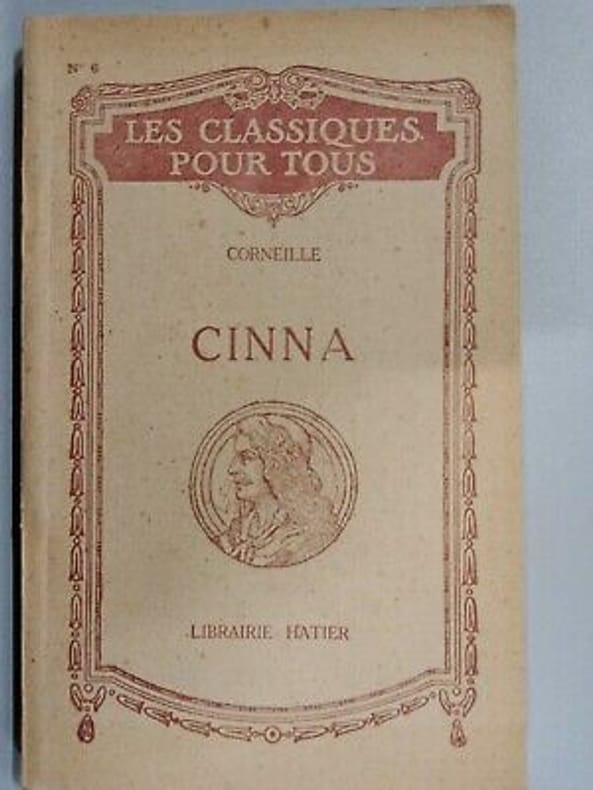 N° 6
LES CLASSIQUES
POUR TOUS
CORNEILLE
CINNA
LIBRAIRIE HATIER